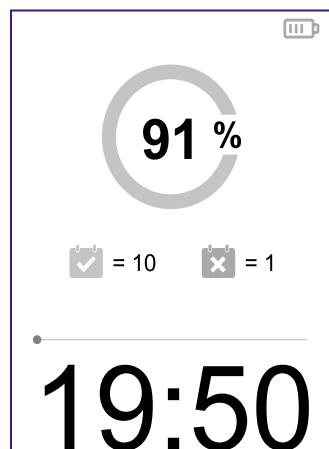 91 %
= 10 = 1
19:50